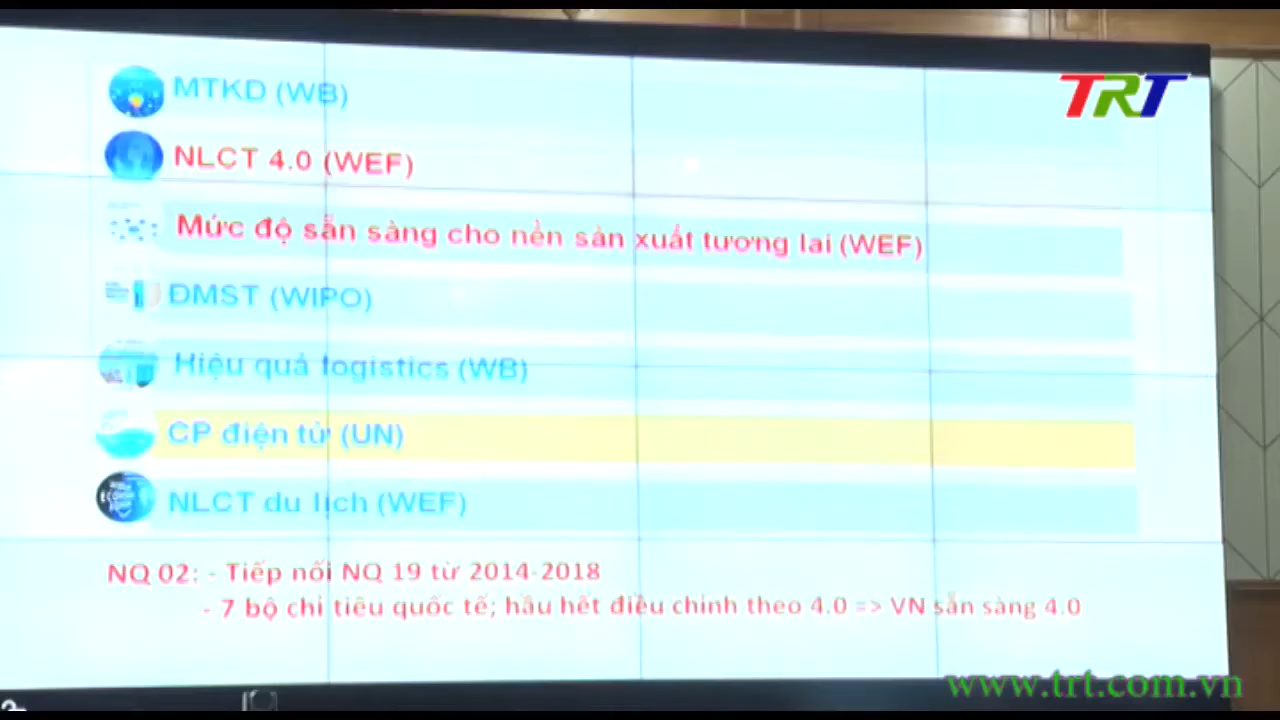 MTKD (WB)
TRT
NLCT 4.0 (WEF)
Mức độ sẵn sàng cho nền sản xuất tương lai (WEF)
ĐMST (WIPO)
Hiệu quả logistics (WB)
CP điện tử (UN)
NLCT du lịch (WEF)
NQ 02: - Tiếp nối NQ 19 từ 2014-2018
- 7 bộ chỉ tiêu quốc tế; hầu hết điều chỉnh theo 4.0 => VN sẵn sàng 4.0
www.trt.com.vn